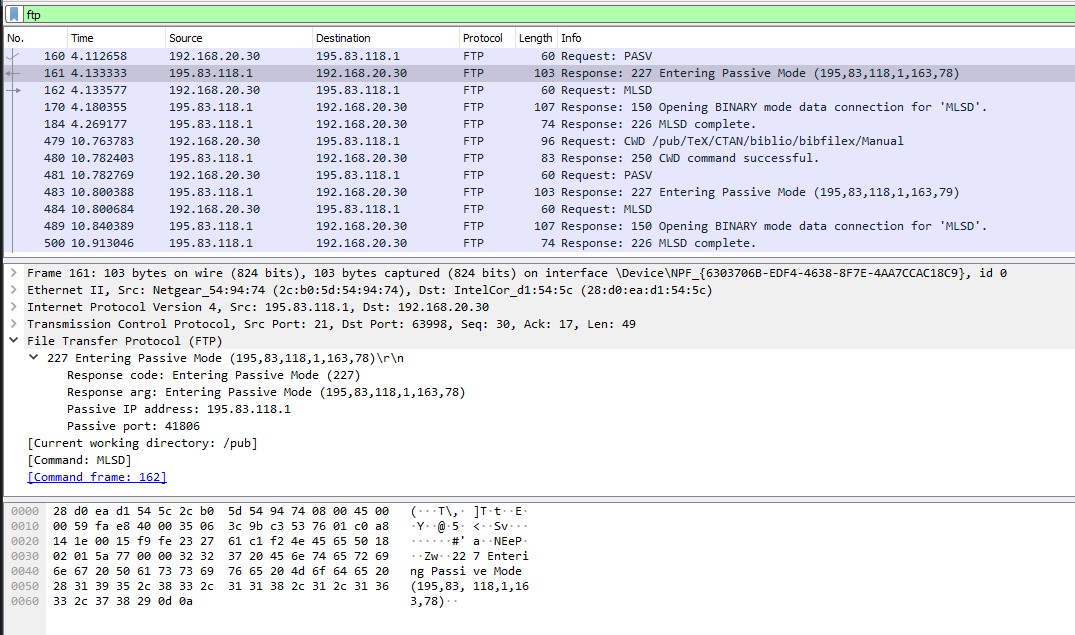 ftp
No. Time Source Destination Protocol Length Info
160 4.112658 192.168.20.30 195.83.118.1 FTP 60 Request: PASV
161 4.133333 195.83.118.1 192.168.20.30 FTP 103 Response: 227 Entering Passive Mode (195,83,118,1,163,78)
162 4.133577 192.168.20.30 195.83.118.1 FTP 60 Request: MLSD
170 4.180355 195.83.118.1 192.168.20.30 FTP 107 Response: 150 Opening BINARY mode data connection for 'MLSD'.
184 4.269177 195.83.118.1 192.168.20.30 FTP 74 Response: 226 MLSD complete.
479 10.763783 192.168.20.30 195.83.118.1 FTP 96 Request: CWD /pub/TeX/CTAN/biblio/bibfilex/Manual
480 10.782403 195.83.118.1 192.168.20.30 FTP 83 Response: 250 CWD command successful.
481 10.782769 192.168.20.30 195.83.118.1 FTP 60 Request: PASV
483 10.800388 195.83.118.1 192.168.20.30 FTP 103 Response: 227 Entering Passive Mode (195,83,118,1,163,79)
484 10.800684 192.168.20.30 195.83.118.1 FTP 60 Request: MLSD
489 10.840389 195.83.118.1 192.168.20.30 FTP 107 Response: 150 Opening BINARY mode data connection for 'MLSD'.
500 10.913046 195.83.118.1 192.168.20.30 FTP 74 Response: 226 MLSD complete.
Frame 161: 103 bytes on wire (824 bits), 103 bytes captured (824 bits) on interface \Device\NPF_{6303706B-EDF4-4638-8F7E-4AA7CCAC18C9}, id 0
Ethernet II, Src: Netgear_54:94:74 (2c:b0:5d:54:94:74), Dst: IntelCor_d1:54:5c (28:d0:ea:d1:54:5c)
Internet Protocol Version 4, Src: 195.83.118.1, Dst: 192.168.20.30
Transmission Control Protocol, Src Port: 21, Dst Port: 63998, Seq: 30, Ack: 17, Len: 49
File Transfer Protocol (FTP)
227 Entering Passive Mode (195,83,118,1,163,78)\r\n
Response code: Entering Passive Mode (227)
Response arg: Entering Passive Mode (195,83,118,1,163,78)
Passive IP address: 195.83.118.1
Passive port: 41806
[Current working directory: /pub]
[Command: MLSD]
[Command frame: 162]
0000 28 d0 ea d1 54 5c 2c b0 5d 54 94 74 08 00 45 00 (···T\,· ]T·t··E·
0010 00 59 fa e8 40 00 35 06 3c 9b c3 53 76 01 c0 a8 ·Y··@·5· <··Sv···
0020 14 1e 00 15 f9 fe 23 27 61 c1 f2 4e 45 65 50 18 ······#' a··NEeP·
0030 02 01 5a 77 00 00 32 32 37 20 45 6e 74 65 72 69 ··Zw··22 7 Enteri
0040 6e 67 20 50 61 73 73 69 76 65 20 4d 6f 64 65 20 ng Passi ve Mode
0050 28 31 39 35 2c 38 33 2c 31 31 38 2c 31 2c 31 36 (195,83, 118,1,16
0060 33 2c 37 38 29 0d 0a 3,78)··